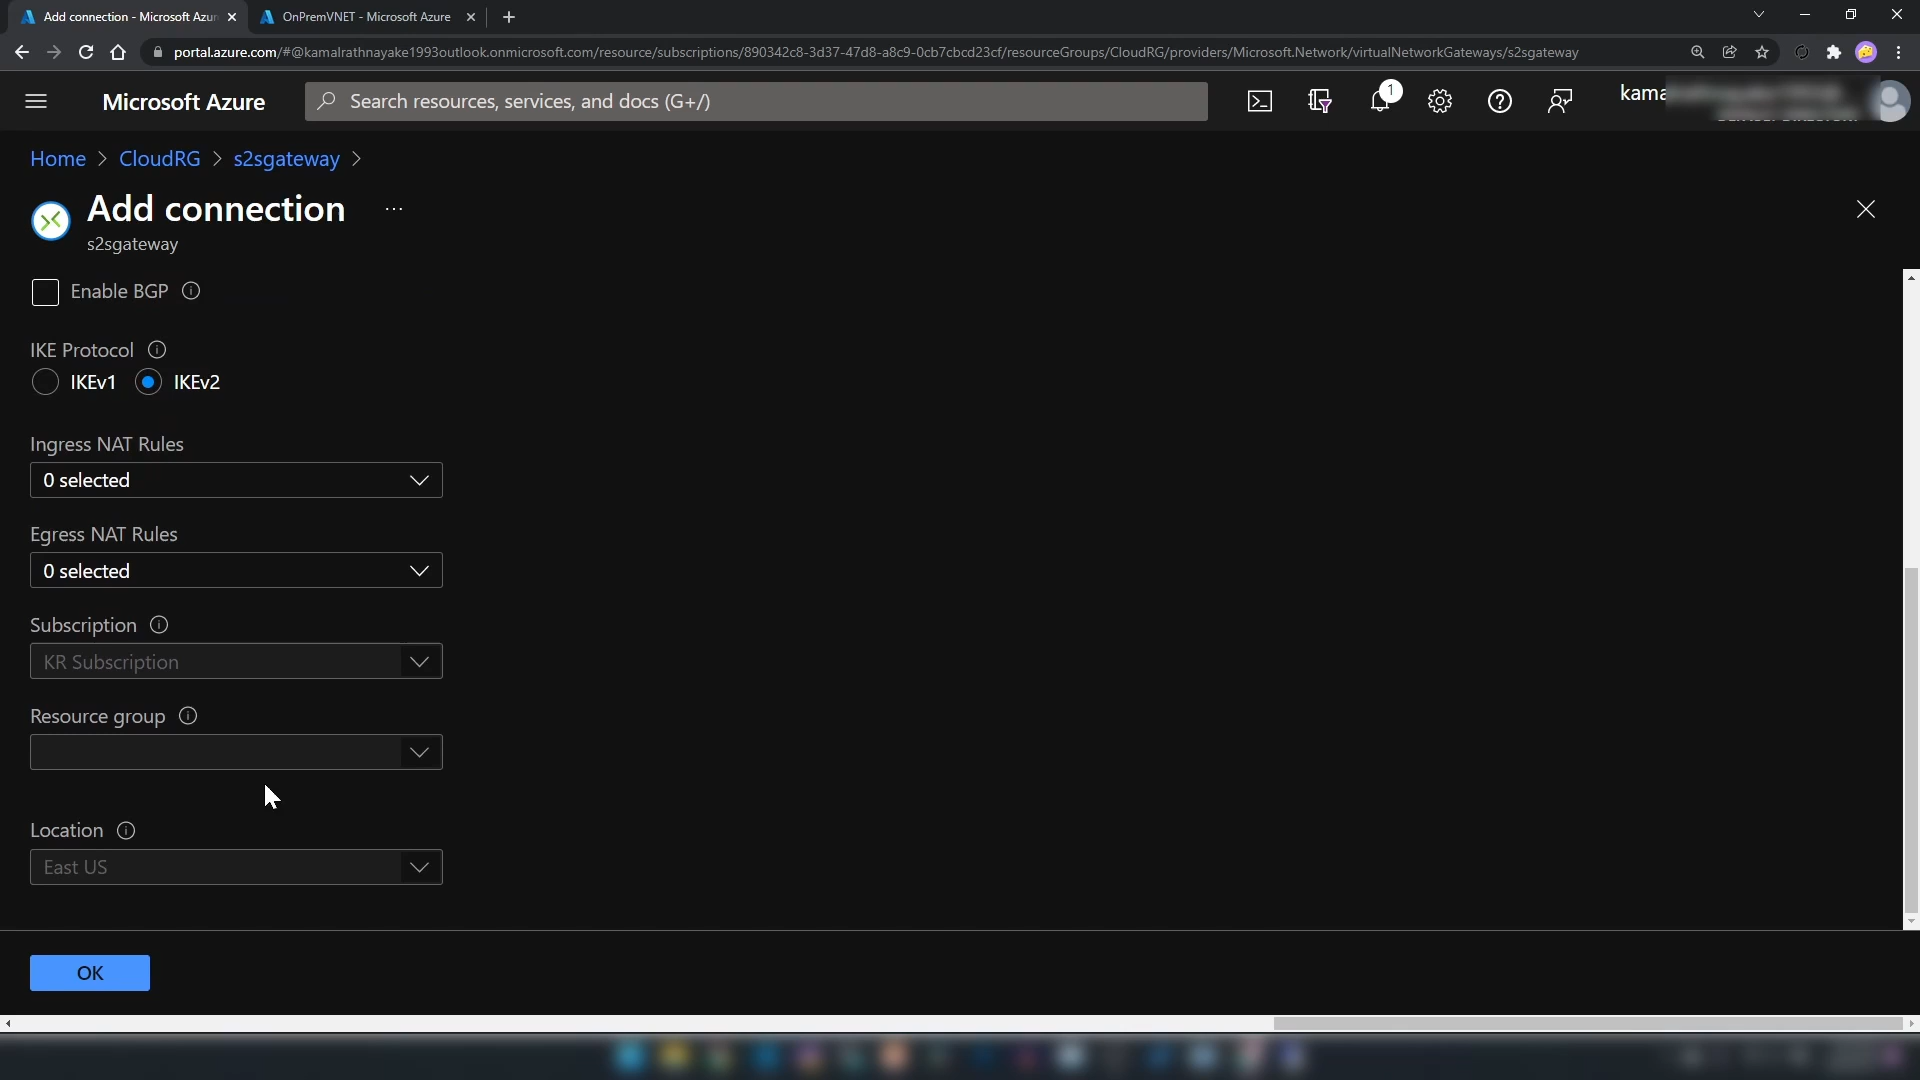 Add connection - Microsoft Azur
OnPremVNET - Microsoft Azure
portal.azure.com/#@kamalrathnayake1993outlook.onmicrosoft.com/resource/subscriptions/890342c8-3d37-47d8-a8c9-0cb7cbcd23cf/resourceGroups/CloudRG/providers/Microsoft.Network/virtualNetworkGateways/s2sgateway
Microsoft Azure
Search resources, services, and docs (G+/)
1
kama
Home > CloudRG > s2sgateway >
Add connection ...
s2sgateway
Enable BGP
IKE Protocol
IKEv1 IKEv2
Ingress NAT Rules
0 selected
Egress NAT Rules
0 selected
Subscription
KR Subscription
Resource group
Location
East US
OK